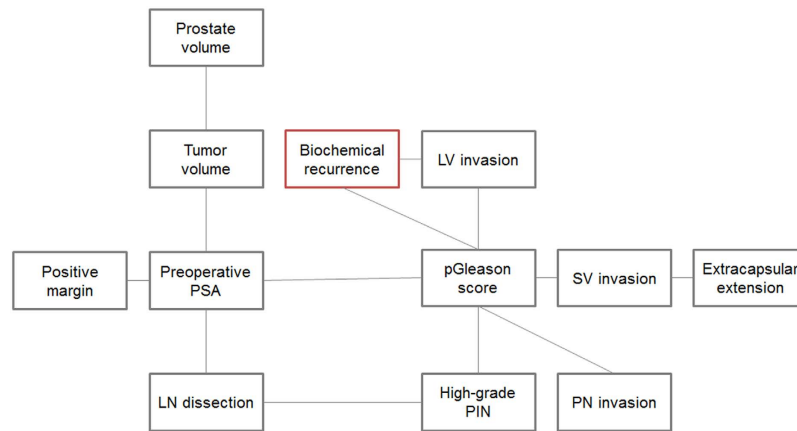 Prostate
volume
Tumor
volume
Biochemical
recurrence
LV invasion
Positive
margin
Preoperative
PSA
pGleason
score
SV invasion
Extracapsular
extension
LN dissection
High-grade
PIN
PN invasion